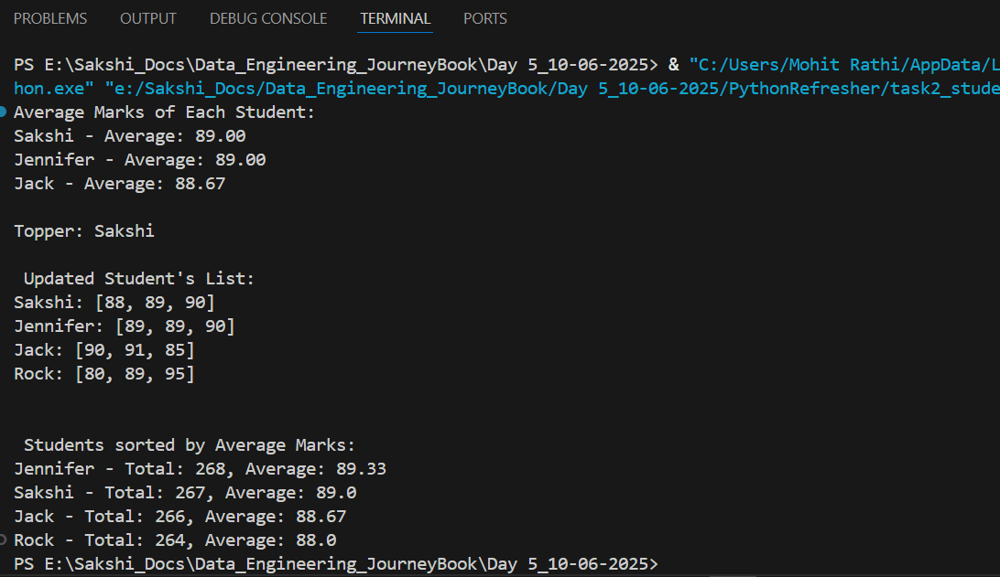 PROBLEMS OUTPUT DEBUG CONSOLE TERMINAL PORTS
PS E:\Sakshi_Docs\Data_Engineering_JourneyBook\Day 5_10-06-2025> & "C:/Users/Mohit Rathi/AppData/L
hon.exe" "e:/Sakshi_Docs/Data_Engineering_JourneyBook/Day 5_10-06-2025/PythonRefresher/task2_stude
Average Marks of Each Student:
Sakshi - Average: 89.00
Jennifer - Average: 89.00
Jack - Average: 88.67
Topper: Sakshi
Updated Student's List:
Sakshi: [88, 89, 90]
Jennifer: [89, 89, 90]
Jack: [90, 91, 85]
Rock: [80, 89, 95]
Students sorted by Average Marks:
Jennifer - Total: 268, Average: 89.33
Sakshi - Total: 267, Average: 89.0
Jack - Total: 266, Average: 88.67
Rock - Total: 264, Average: 88.0
PS E:\Sakshi_Docs\Data_Engineering_JourneyBook\Day 5_10-06-2025>